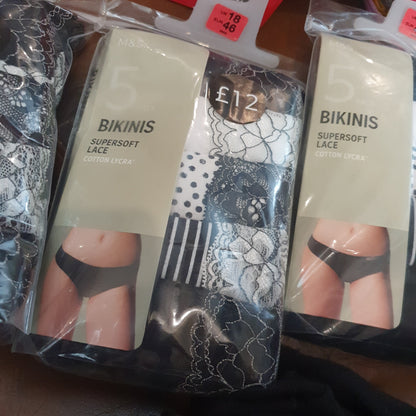 UK 18
EUR 46
M&S
5
£12
BIKINIS
SUPERSOFT
LACE
COTTON LYCRA®
5
BIKINIS
SUPERSOFT
LACE
COTTON LYCRA®